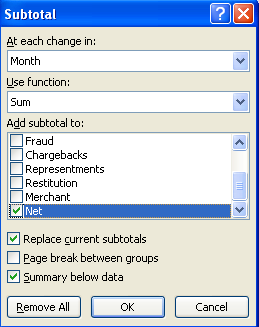 Subtotal
At each change in:
Month
Use function:
Sum
Add subtotal to:
Fraud
Chargebacks
Representments
Restitution
Merchant
Net
Replace current subtotals
Page break between groups
Summary below data
Remove All OK Cancel